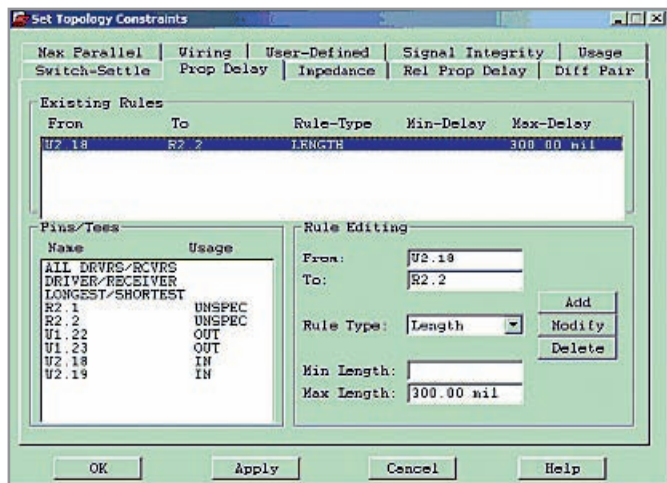 Set Topology Constraints
Max Parallel Wiring User-Defined Signal Integrity Usage
Switch-Settle Prop Delay Impedance Rel Prop Delay Diff Pair
Existing Rules
From To Rule-Type Min-Delay Max-Delay
U2.18 R2.2 LENGTH 300.00 mil
Pins/Tees
Name Usage
ALL DRVRS/RCVRS
DRIVER/RECEIVER
LONGEST/SHORTEST
R2.1 UNSPEC
R2.2 UNSPEC
U1.22 OUT
U1.23 OUT
U2.18 IN
U2.19 IN
Rule Editing
From: U2.18
To: R2.2
Rule Type: Length
Min Length:
Max Length: 300.00 mil
Add
Modify
Delete
OK Apply Cancel Help